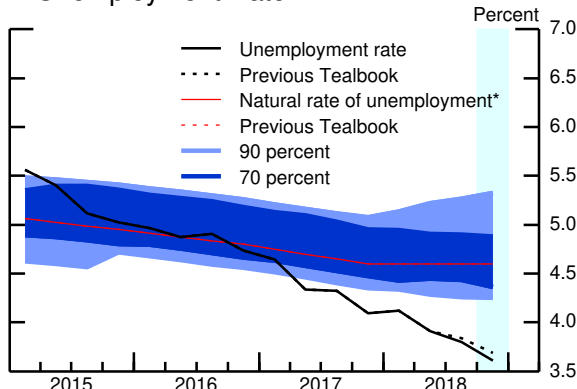 Percent
7.0
Unemployment rate
Previous Tealbook
6.5
Natural rate of unemployment*
Previous Tealbook
6.0
90 percent
70 percent
5.5
5.0
4.5
4.0
3.5
2015 2016 2017 2018